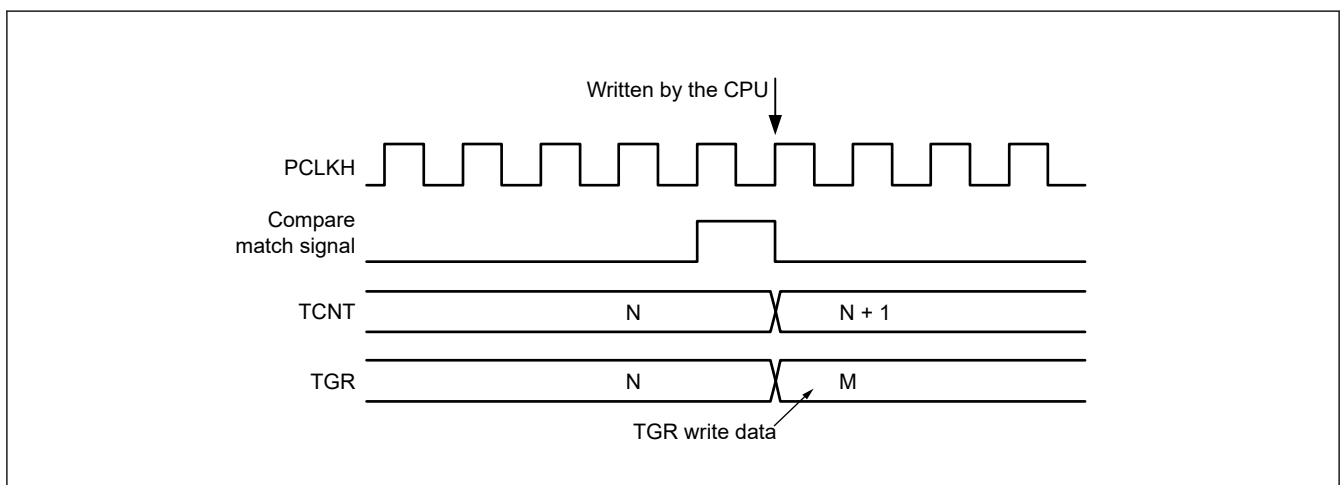 Written by the CPU
PCLKH
Compare
match signal
TCNT
N
N + 1
TGR
N
M
TGR write data